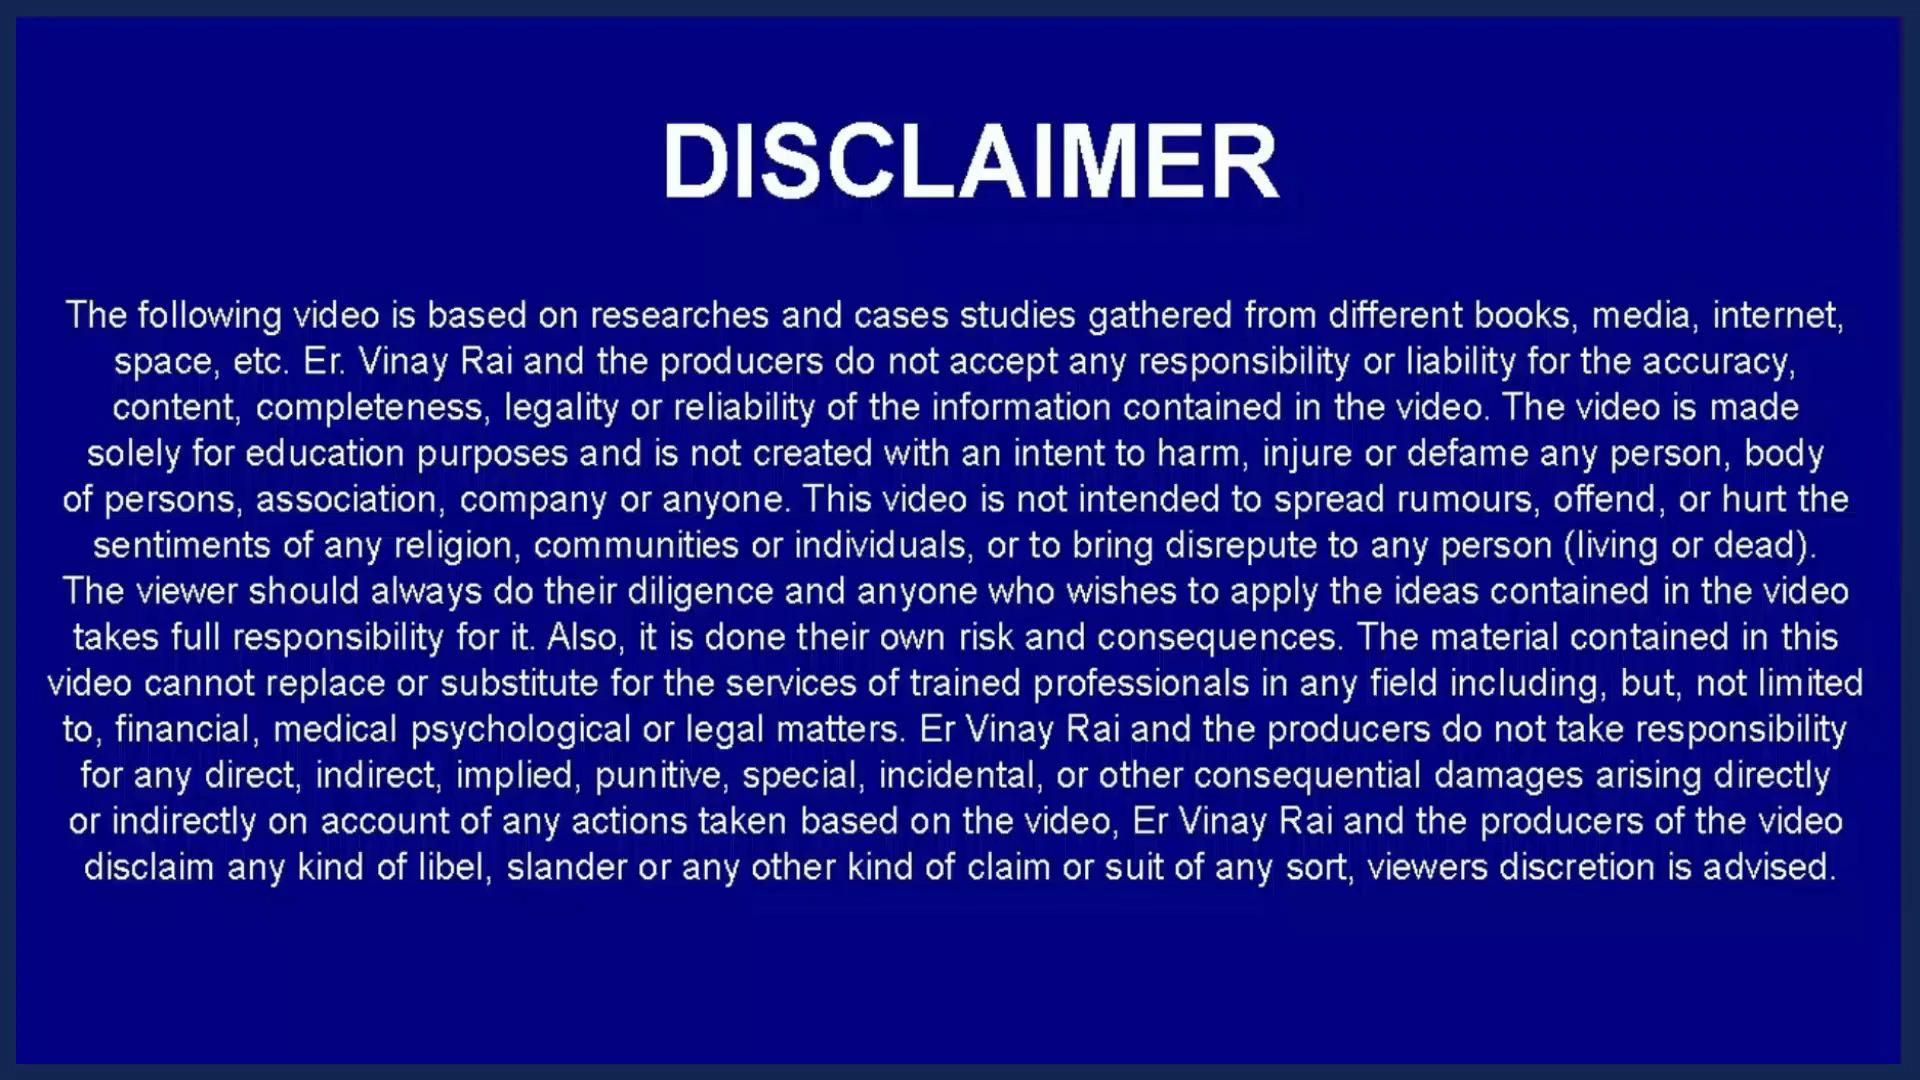 DISCLAIMER
The following video is based on researches and cases studies gathered from different books, media, internet,
space, etc. Er. Vinay Rai and the producers do not accept any responsibility or liability for the accuracy,
content, completeness, legality or reliability of the information contained in the video. The video is made
solely for education purposes and is not created with an intent to harm, injure or defame any person, body
of persons, association, company or anyone. This video is not intended to spread rumours, offend, or hurt the
sentiments of any religion, communities or individuals, or to bring disrepute to any person (living or dead).
The viewer should always do their diligence and anyone who wishes to apply the ideas contained in the video
takes full responsibility for it. Also, it is done their own risk and consequences. The material contained in this
video cannot replace or substitute for the services of trained professionals in any field including, but, not limited
to, financial, medical psychological or legal matters. Er Vinay Rai and the producers do not take responsibility
for any direct, indirect, implied, punitive, special, incidental, or other consequential damages arising directly
or indirectly on account of any actions taken based on the video, Er Vinay Rai and the producers of the video
disclaim any kind of libel, slander or any other kind of claim or suit of any sort, viewers discretion is advised.